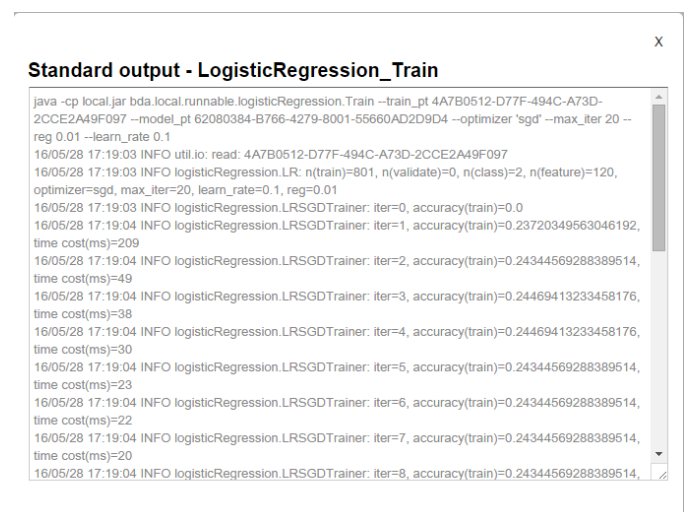 X
Standard output - LogisticRegression_Train
java -cp local.jar bda.local.runnable.logisticRegression.Train --train_pt 4A7B0512-D77F-494C-A73D-
2CCE2A49F097 --model_pt 62080384-B766-4279-8001-55660AD2D9D4 --optimizer 'sgd' --max_iter 20 --
reg 0.01 --learn_rate 0.1
16/05/28 17:19:03 INFO util.io: read: 4A7B0512-D77F-494C-A73D-2CCE2A49F097
16/05/28 17:19:03 INFO logisticRegression.LR: n(train)=801, n(validate)=0, n(class)=2, n(feature)=120,
optimizer=sgd, max_iter=20, learn_rate=0.1, reg=0.01
16/05/28 17:19:03 INFO logisticRegression.LRSGDTrainer: iter=0, accuracy(train)=0.0
16/05/28 17:19:04 INFO logisticRegression.LRSGDTrainer: iter=1, accuracy(train)=0.23720349563046192,
time cost(ms)=209
16/05/28 17:19:04 INFO logisticRegression.LRSGDTrainer: iter=2, accuracy(train)=0.24344569288389514,
time cost(ms)=49
16/05/28 17:19:04 INFO logisticRegression.LRSGDTrainer: iter=3, accuracy(train)=0.24469413233458176,
time cost(ms)=38
16/05/28 17:19:04 INFO logisticRegression.LRSGDTrainer: iter=4, accuracy(train)=0.24469413233458176,
time cost(ms)=30
16/05/28 17:19:04 INFO logisticRegression.LRSGDTrainer: iter=5, accuracy(train)=0.24344569288389514,
time cost(ms)=23
16/05/28 17:19:04 INFO logisticRegression.LRSGDTrainer: iter=6, accuracy(train)=0.24344569288389514,
time cost(ms)=22
16/05/28 17:19:04 INFO logisticRegression.LRSGDTrainer: iter=7, accuracy(train)=0.24344569288389514,
time cost(ms)=20
16/05/28 17:19:04 INFO logisticRegression.LRSGDTrainer: iter=8, accuracy(train)=0.24344569288389514,